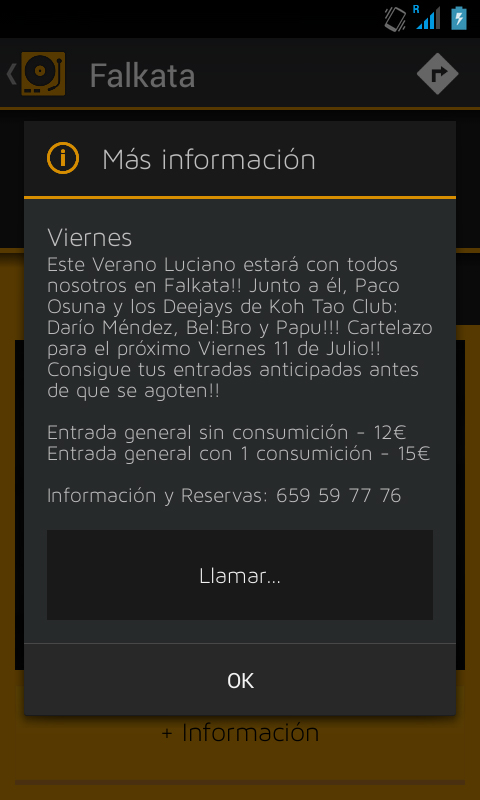 R
Falkata
Más información
Viernes
Este Verano Luciano estará con todos
nosotros en Falkata!! Junto a él, Paco
Osuna y los Deejays de Koh Tao Club:
Darío Méndez, Bel:Bro y Papu!!! Cartelazo
para el próximo Viernes 11 de Julio!!
Consigue tus entradas anticipadas antes
de que se agoten!!
Entrada general sin consumición - 12€
Entrada general con 1 consumición - 15€
Información y Reservas: 659 59 77 76
Llamar...
OK
+ Información